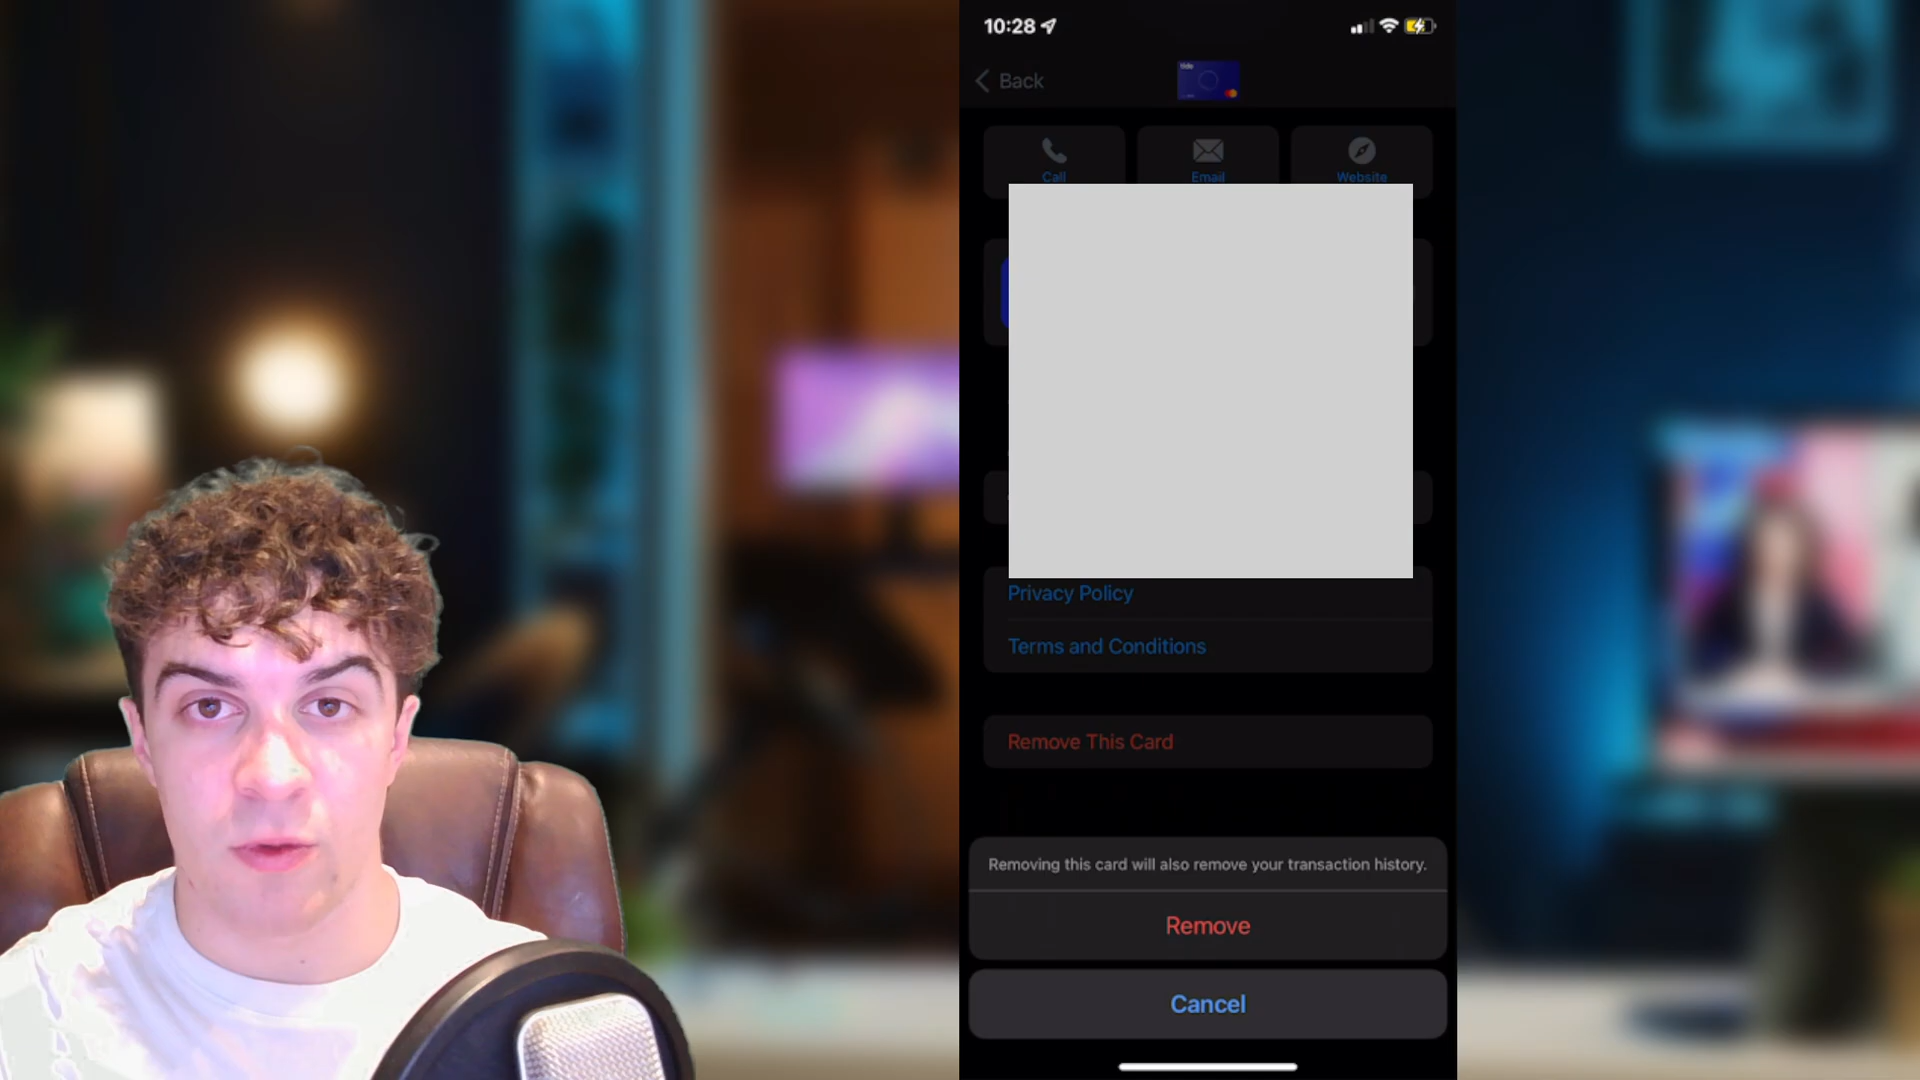 10:28
Back
tide
Call
Email
Website
Privacy Policy
Terms and Conditions
Remove This Card
Removing this card will also remove your transaction history.
Remove
Cancel